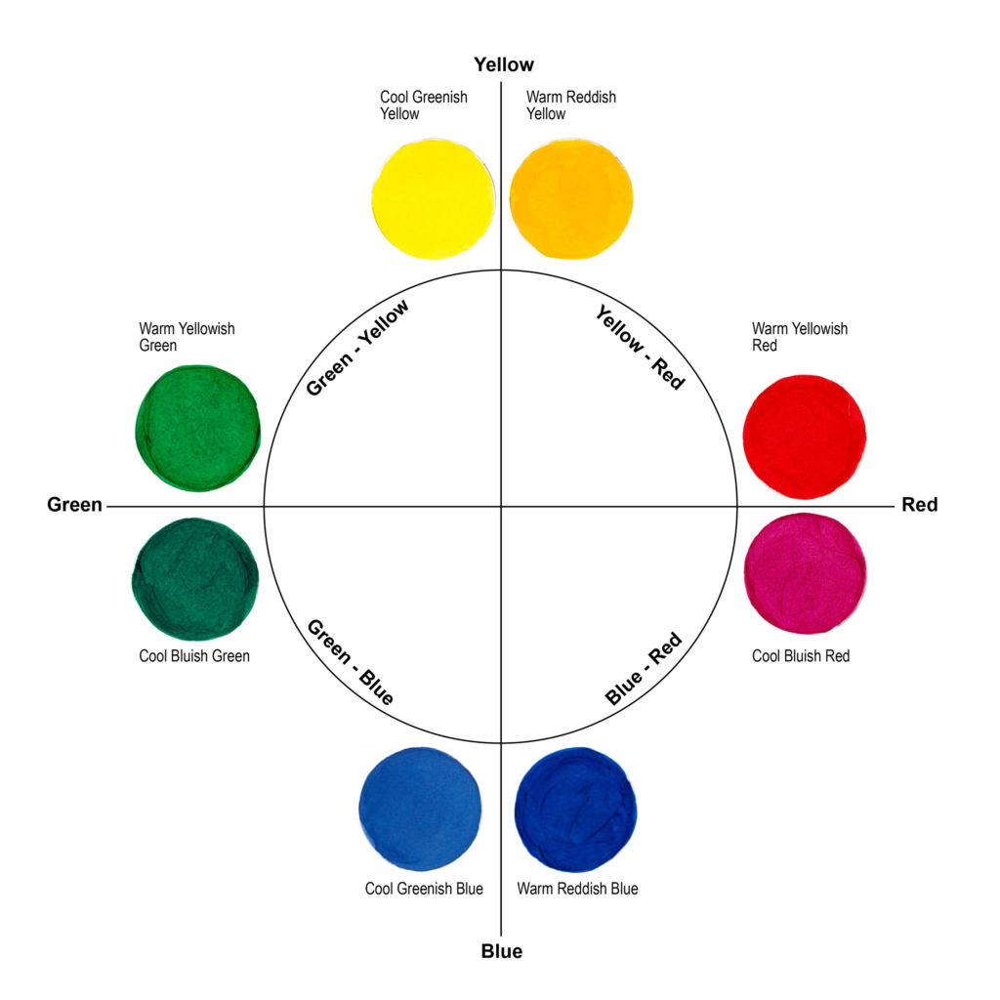 Yellow
Cool Greenish
Yellow
Warm Reddish
Yellow
Green - Yellow
Yellow - Red
Warm Yellowish
Green
Warm Yellowish
Red
Green
Red
Cool Bluish Green
Cool Bluish Red
Green - Blue
Blue - Red
Cool Greenish Blue
Warm Reddish Blue
Blue